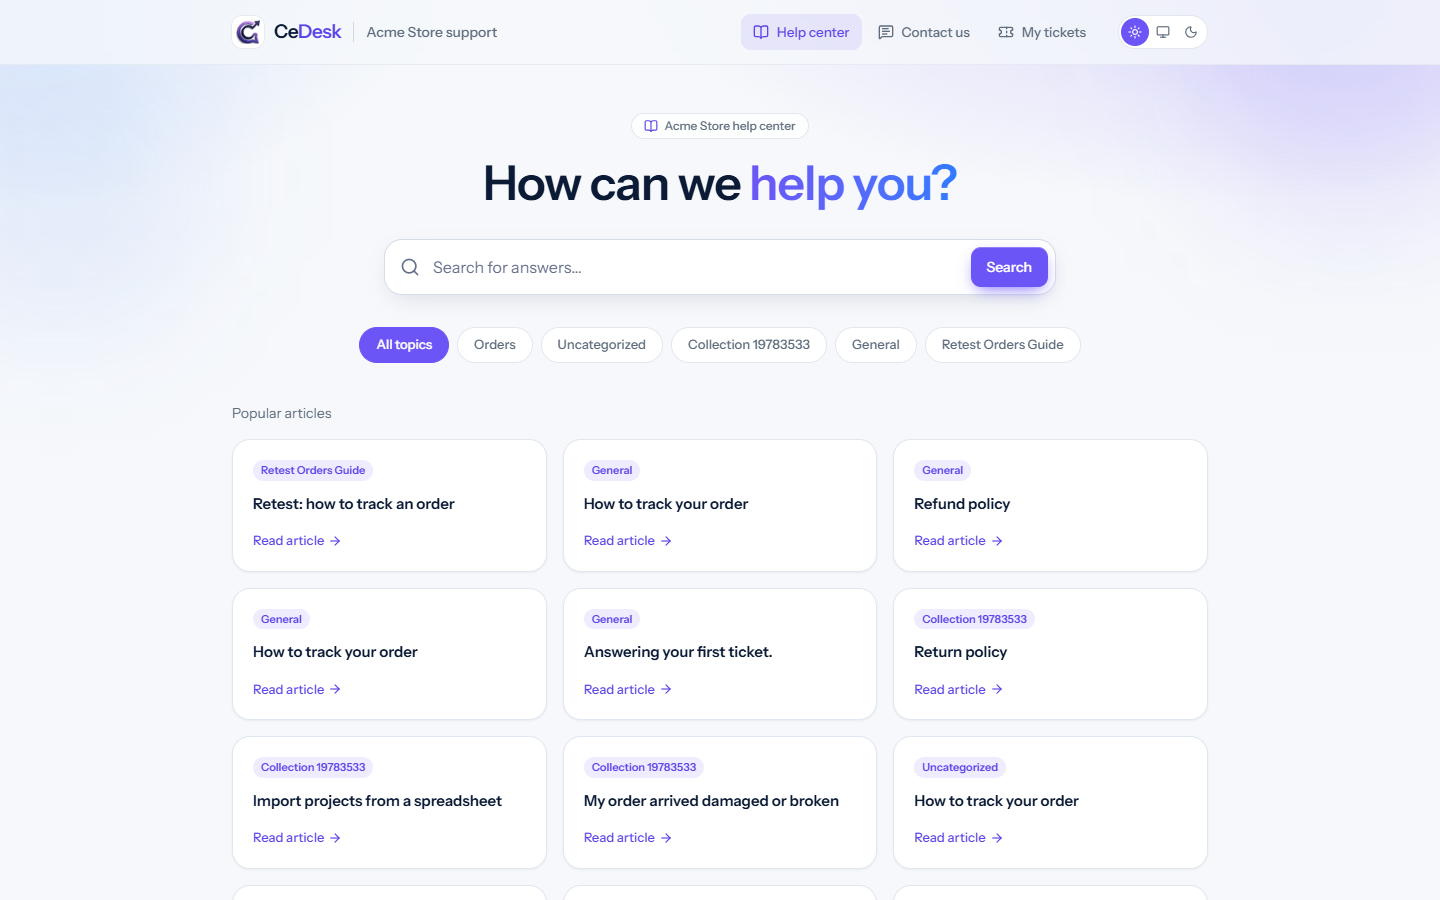 CeDesk
Acme Store support
Help center
Contact us
My tickets
Acme Store help center
How can we help you?
Search for answers...
Search
All topics
Orders
Uncategorized
Collection 19783533
General
Retest Orders Guide
Popular articles
Retest Orders Guide
Retest: how to track an order
Read article →
General
How to track your order
Read article →
General
Refund policy
Read article →
General
How to track your order
Read article →
General
Answering your first ticket.
Read article →
Collection 19783533
Return policy
Read article →
Collection 19783533
Import projects from a spreadsheet
Read article →
Collection 19783533
My order arrived damaged or broken
Read article →
Uncategorized
How to track your order
Read article →